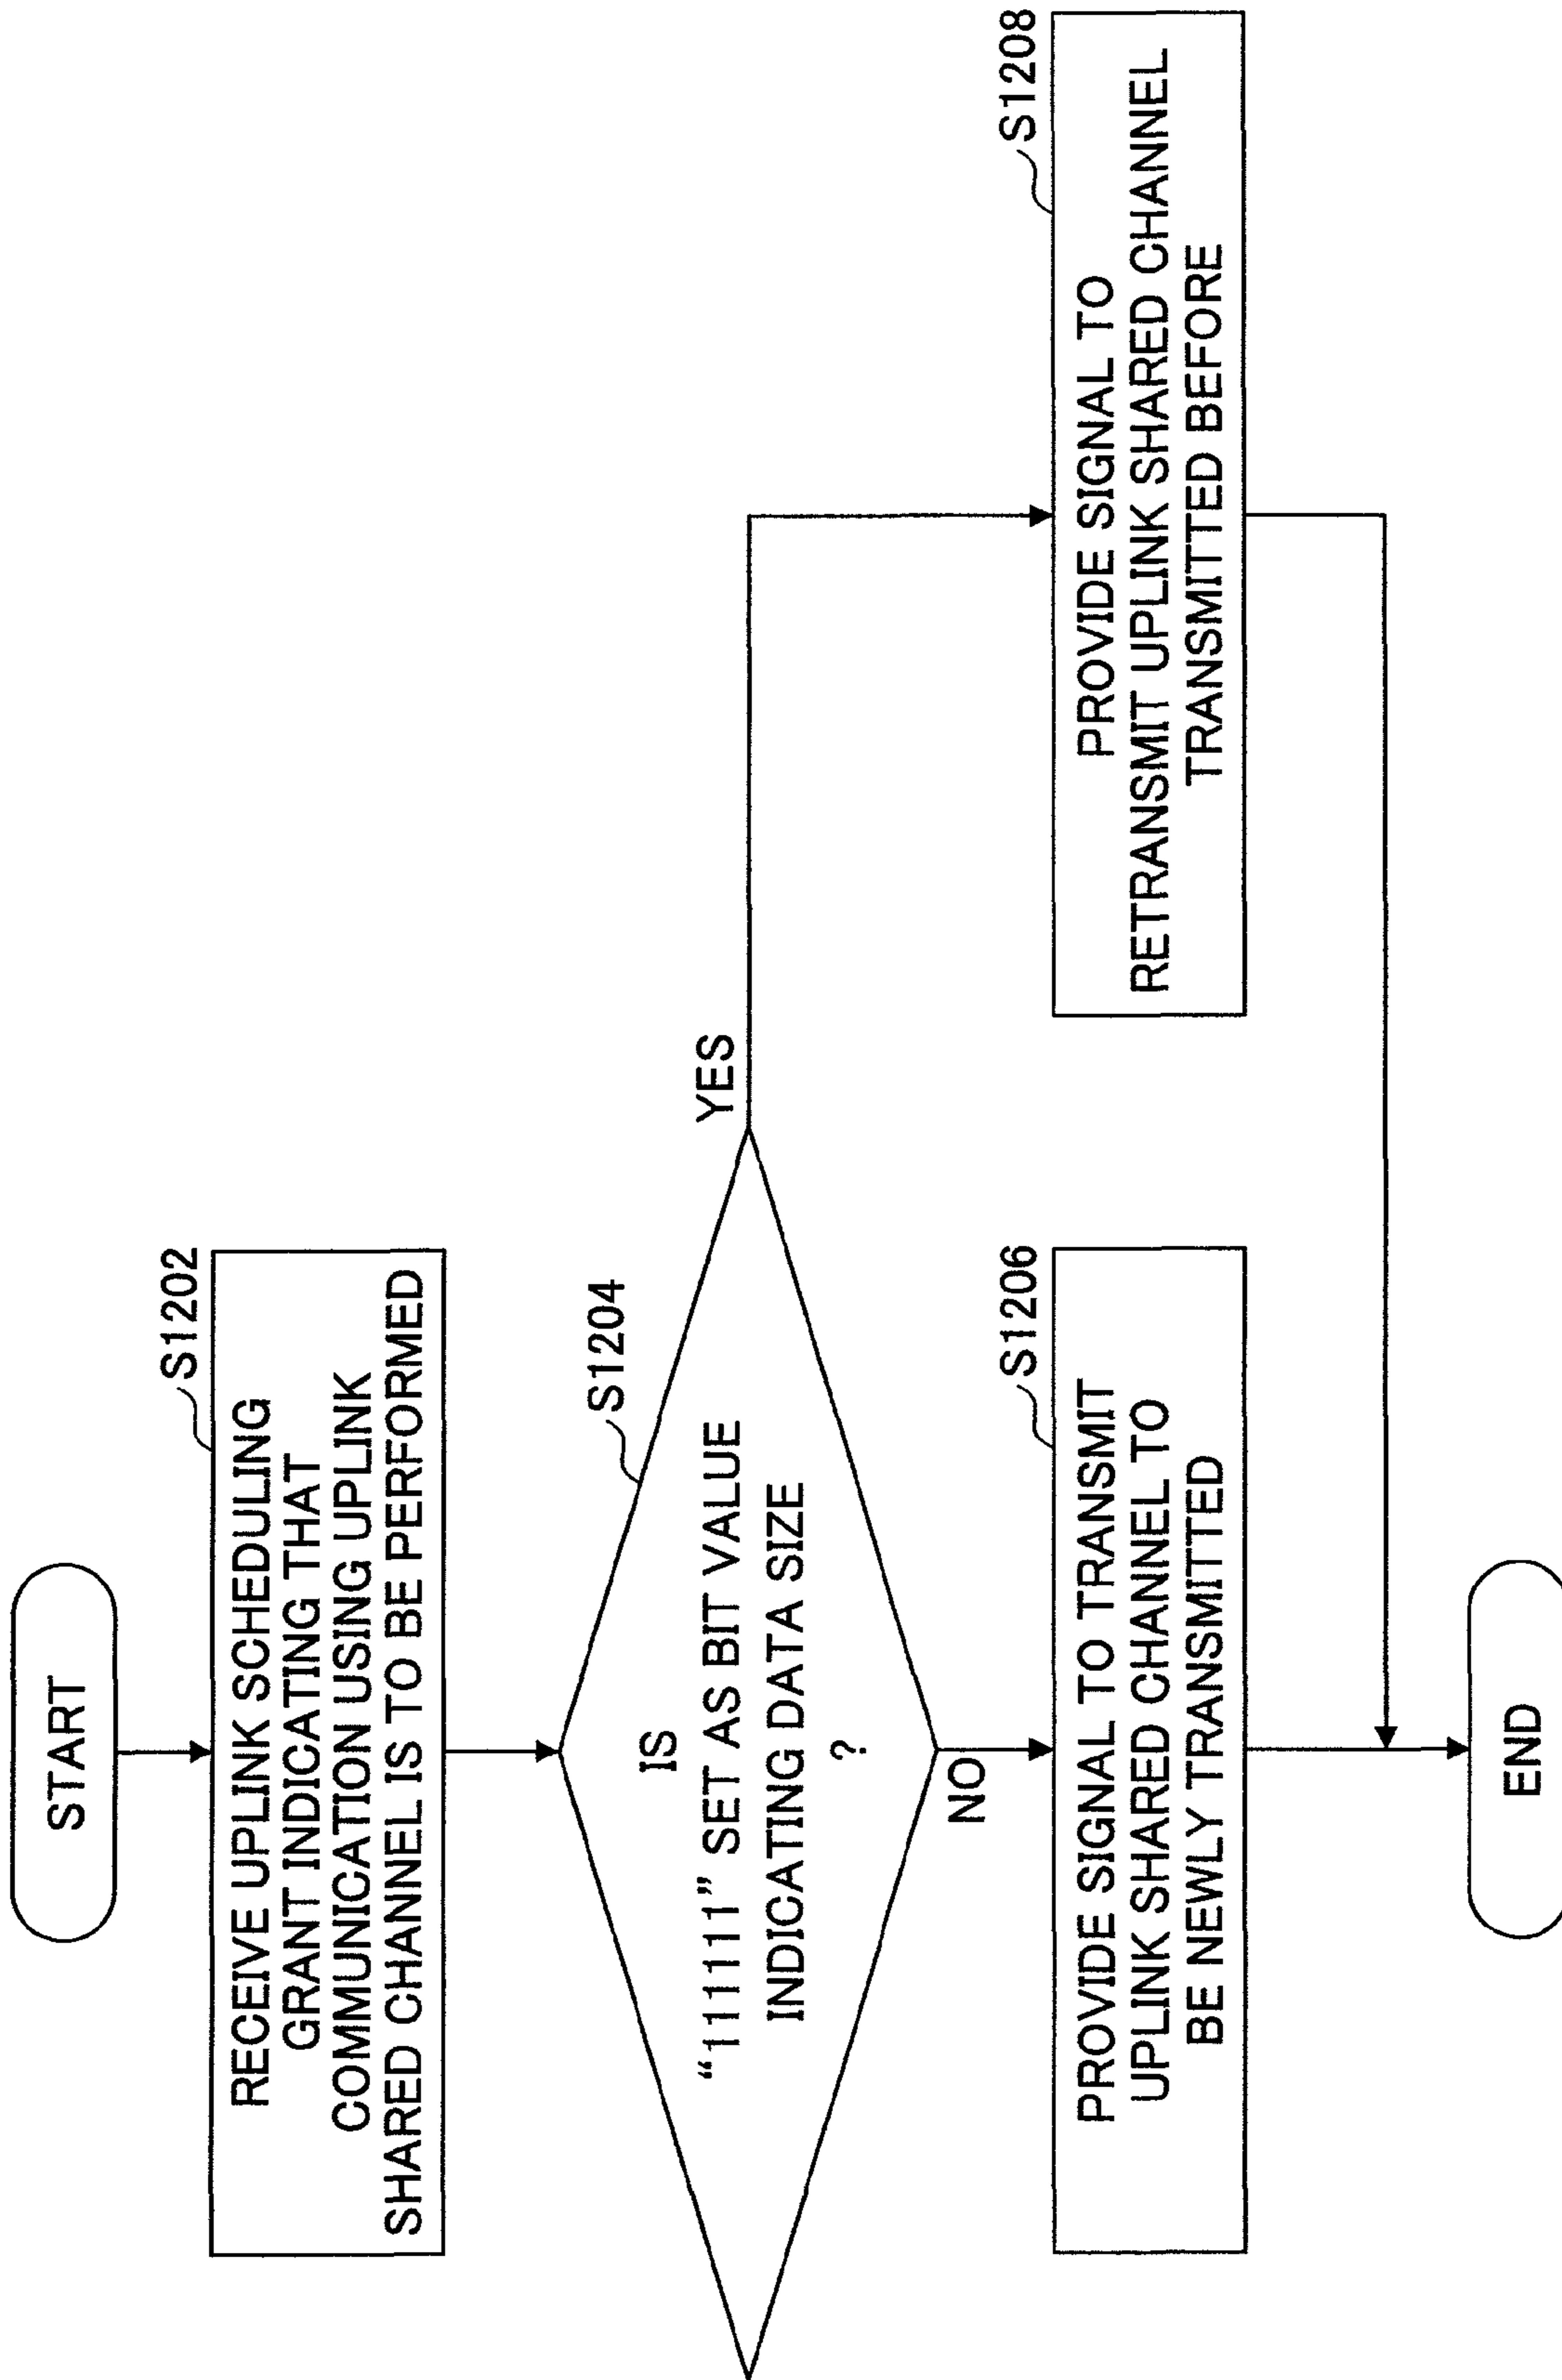 START
S1202
RECEIVE UPLINK SCHEDULING
GRANT INDICATING THAT
COMMUNICATION USING UPLINK
SHARED CHANNEL IS TO BE PERFORMED
S1204
IS
“111111” SET AS BIT VALUE
INDICATING DATA SIZE
?
YES
NO
S1206
PROVIDE SIGNAL TO TRANSMIT
UPLINK SHARED CHANNEL TO
BE NEWLY TRANSMITTED
S1208
PROVIDE SIGNAL TO
RETRANSMIT UPLINK SHARED CHANNEL
TRANSMITTED BEFORE
END